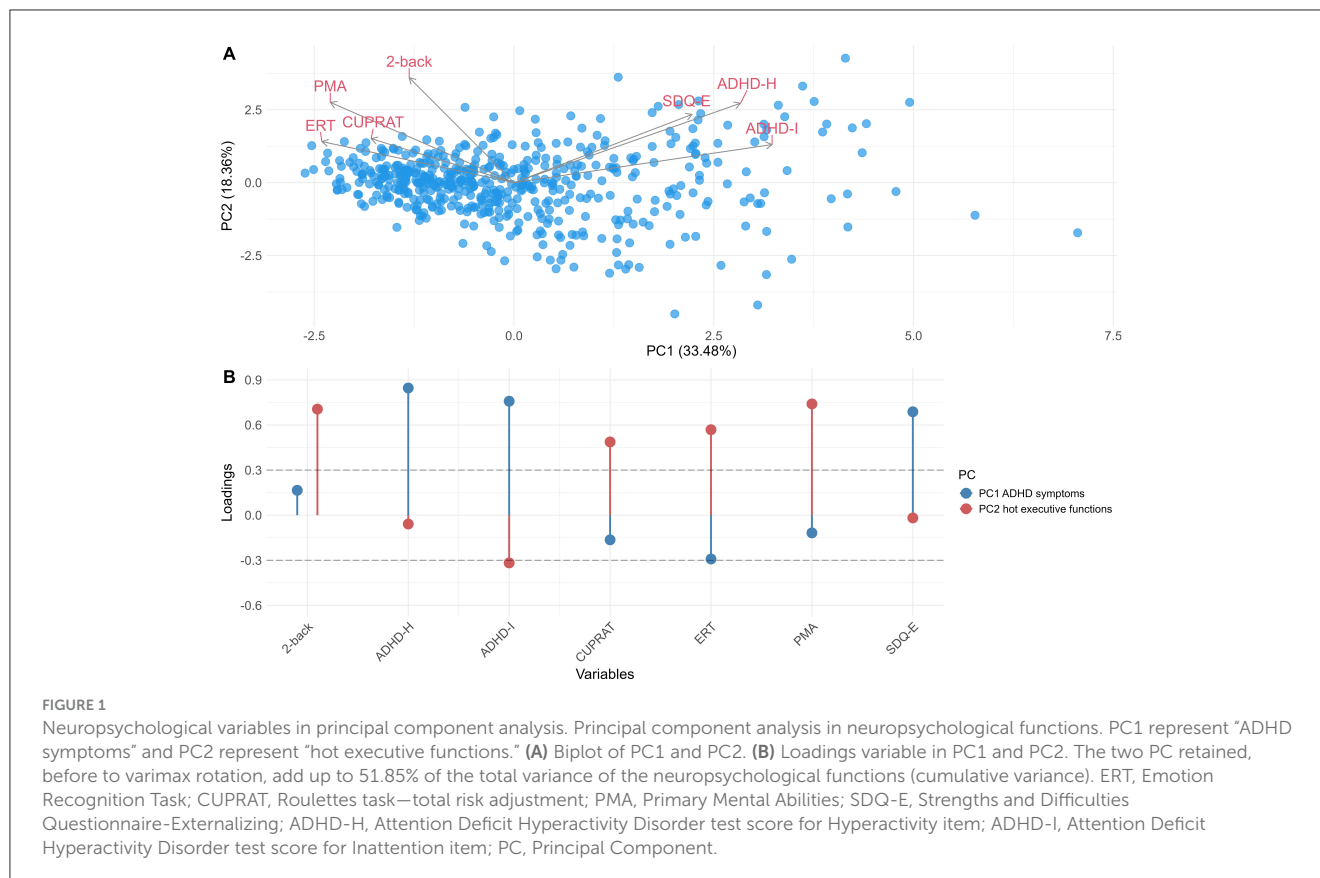 A
2-back
PMA
ADHD-H
SDQ-E
ERT
CUPRAT
ADHD-I
2.5
0.0
-2.5
PC2 (18.36%)
-2.5
0.0
2.5
5.0
7.5
PC1 (33.48%)
B
0.9
0.6
0.3
0.0
-0.3
-0.6
Loadings
PC
PC1 ADHD symptoms
PC2 hot executive functions
2-back
ADHD-H
ADHD-I
CUPRAT
ERT
PMA
SDQ-E
Variables
FIGURE 1
Neuropsychological variables in principal component analysis. Principal component analysis in neuropsychological functions. PC1 represent “ADHD
symptoms” and PC2 represent “hot executive functions.” (A) Biplot of PC1 and PC2. (B) Loadings variable in PC1 and PC2. The two PC retained,
before to varimax rotation, add up to 51.85% of the total variance of the neuropsychological functions (cumulative variance). ERT, Emotion
Recognition Task; CUPRAT, Roulettes task—total risk adjustment; PMA, Primary Mental Abilities; SDQ-E, Strengths and Difficulties
Questionnaire-Externalizing; ADHD-H, Attention Deficit Hyperactivity Disorder test score for Hyperactivity item; ADHD-I, Attention Deficit
Hyperactivity Disorder test score for Inattention item; PC, Principal Component.